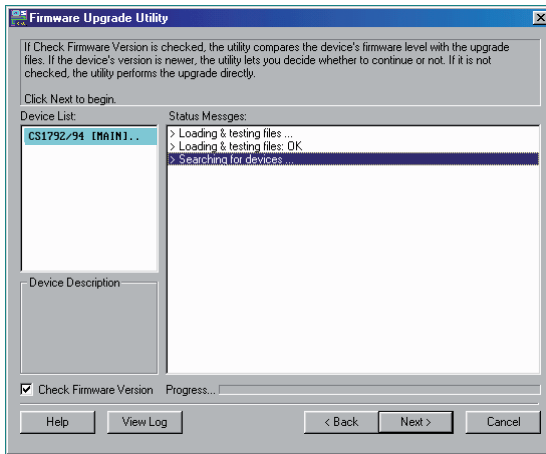 Firmware Upgrade Utility
If Check Firmware Version is checked, the utility compares the device's firmware level with the upgrade
files. If the device's version is newer, the utility lets you decide whether to continue or not. If it is not
checked, the utility performs the upgrade directly.
Click Next to begin.
Device List:
Status Messges:
CS1792/94 [MAIN]..
> Loading & testing files ...
> Loading & testing files: OK
> Searching for devices ...
Device Description
Check Firmware Version
Progress...
Help
View Log
< Back
Next >
Cancel